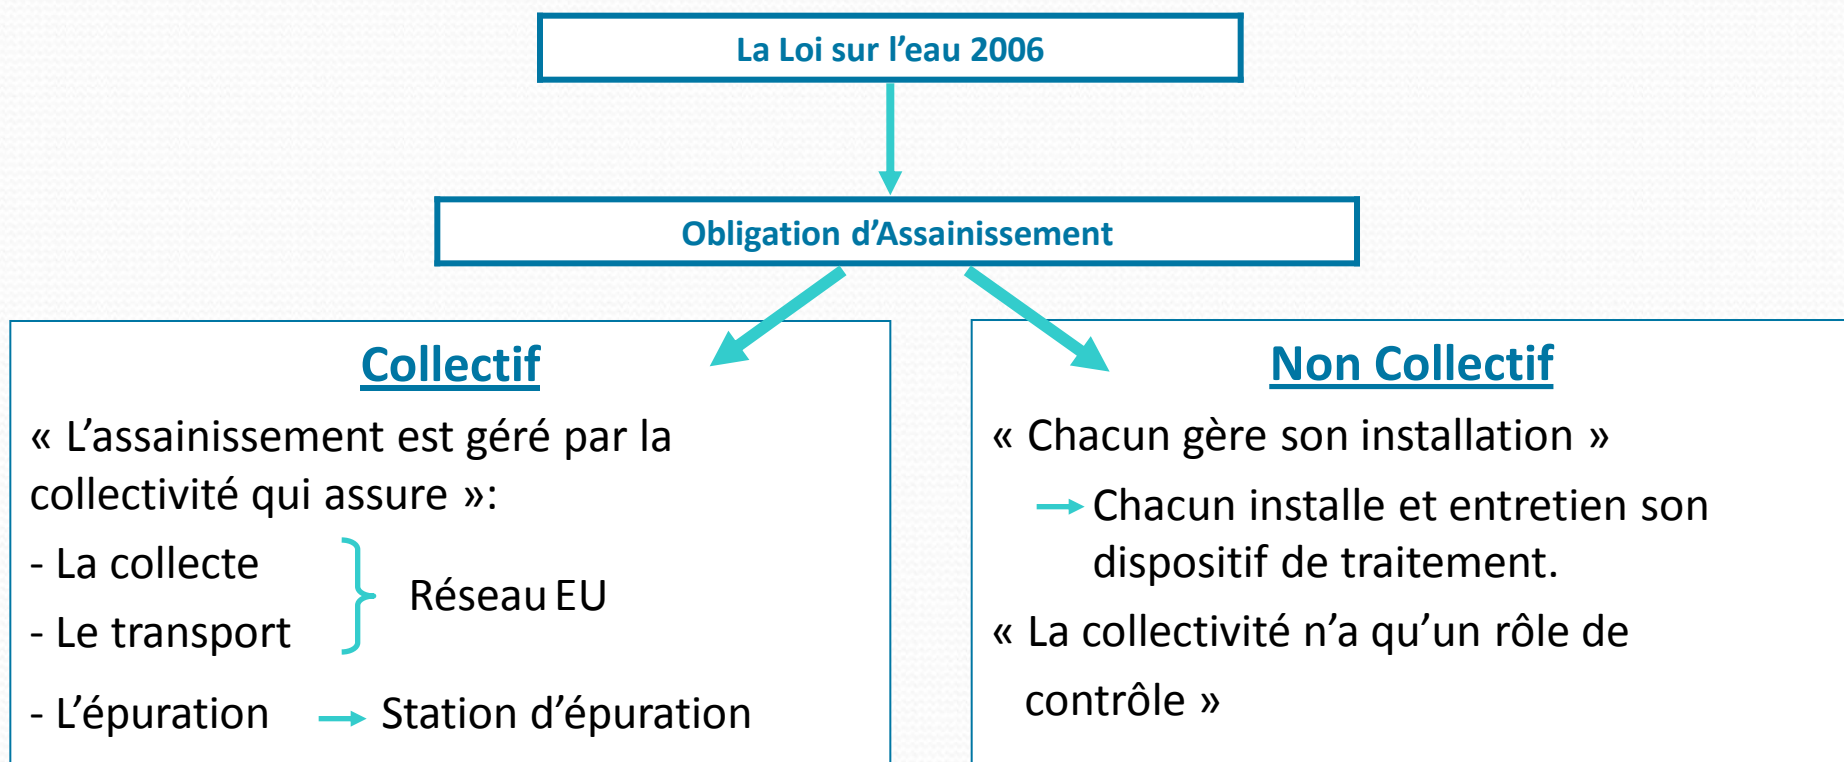 La Loi sur l’eau 2006
Obligation d’Assainissement
Collectif
« L’assainissement est géré par la
collectivité qui assure »:
- La collecte
- Le transport
Réseau EU
- L’épuration
Station d’épuration
Non Collectif
« Chacun gère son installation »
Chacun installe et entretien son
dispositif de traitement.
« La collectivité n’a qu’un rôle de
contrôle »